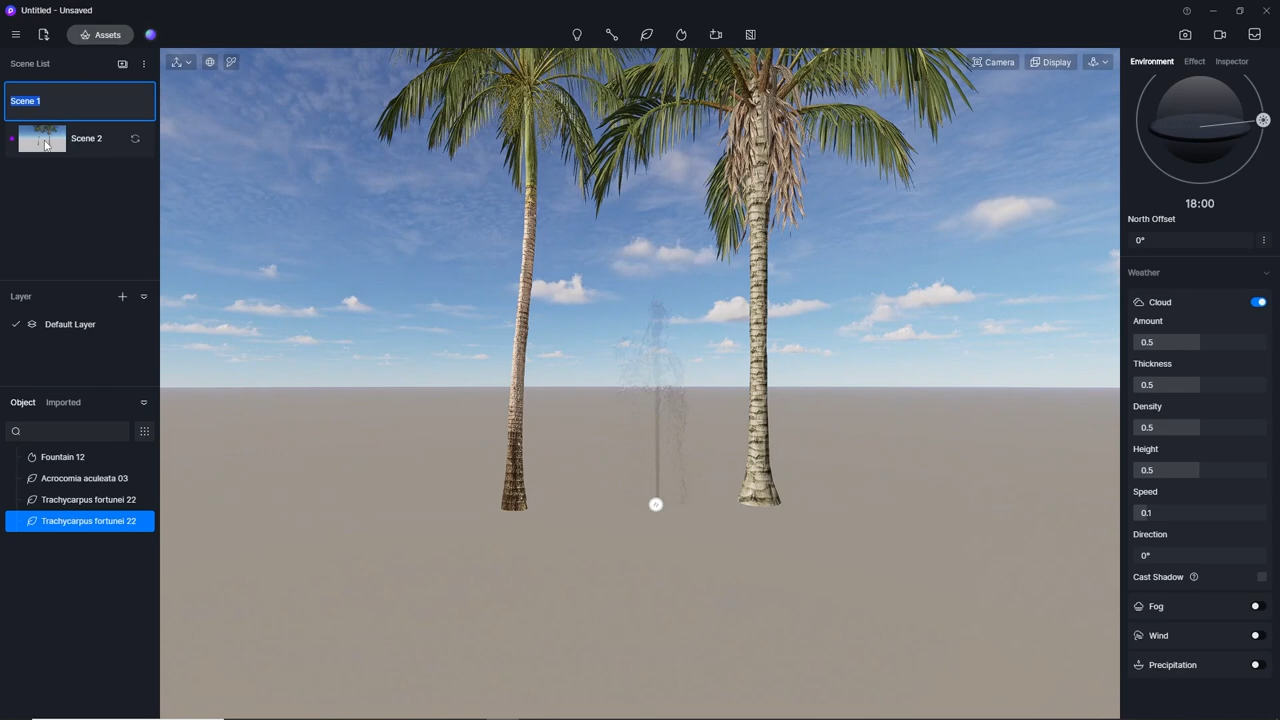 Untitled - Unsaved
Assets
Scene List
Scene 1
Scene 2
Layer
Default Layer
Object Imported
Fountain 12
Acrocomia aculeata 03
Trachycarpus fortunei 22
Trachycarpus fortunei 22
Camera Display
Environment Effect Inspector
18:00
North Offset
0°
Weather
Cloud
Amount
0.5
Thickness
0.5
Density
0.5
Height
0.5
Speed
0.1
Direction
0°
Cast Shadow
Fog
Wind
Precipitation